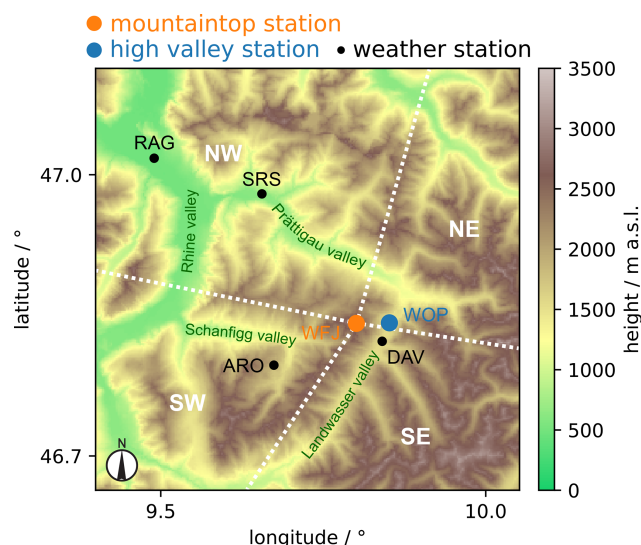 mountaintop station
high valley station
weather station
RAG
NW
SRS
Rhine valley
Prättigau valley
NE
WFJ
WOP
Schanfigg valley
ARO
DAV
Landwasser valley
SW
SE
N
47.0
46.7
latitude / °
9.5
10.0
longitude / °
3500
3000
2500
2000
1500
1000
500
0
height / m a.s.l.